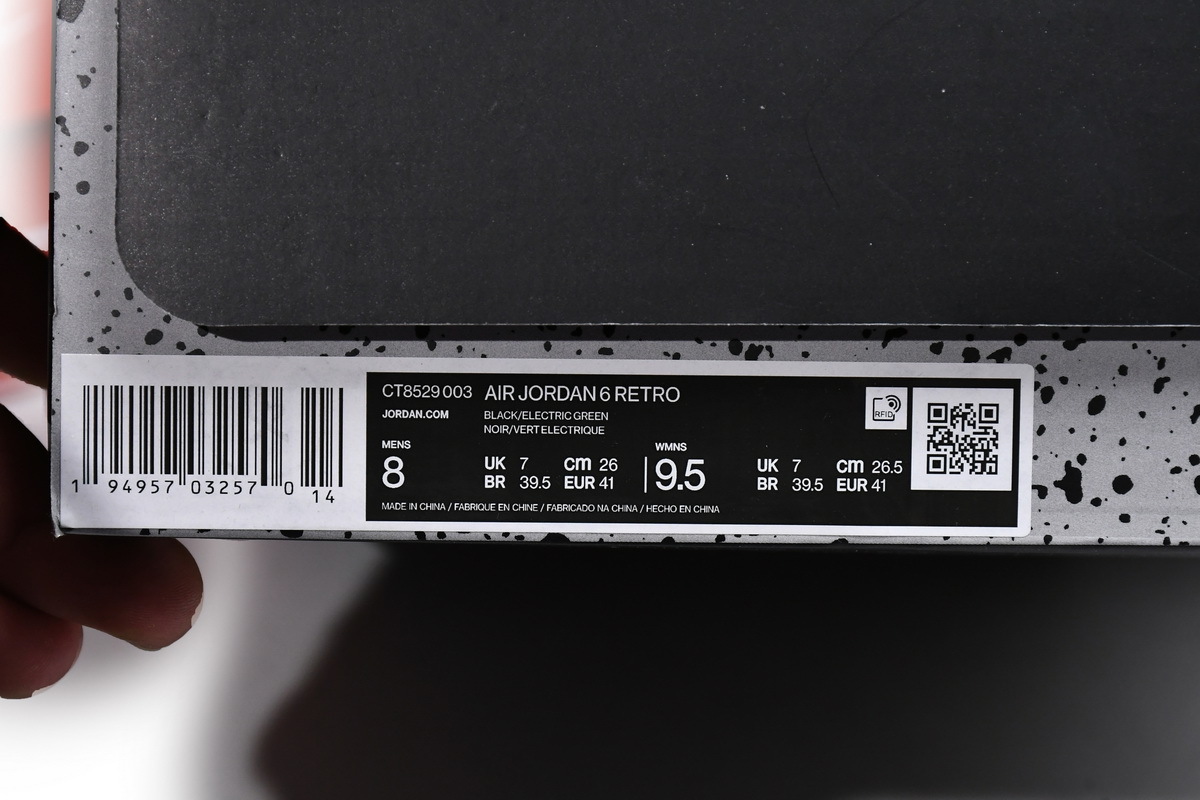 CT8529 003 AIR JORDAN 6 RETRO
JORDAN.COM BLACK/ELECTRIC GREEN
NOIR/VERT ELECTRIQUE
RFID
MENS
8 UK 7 cm 26
BR 39.5 EUR 41
WMNS
9.5 UK 7 cm 26.5
BR 39.5 EUR 41
MADE IN CHINA / FABRIQUE EN CHINE / FABRICADO NA CHINA / HECHO EN CHINA
1 94957 03257 0 14